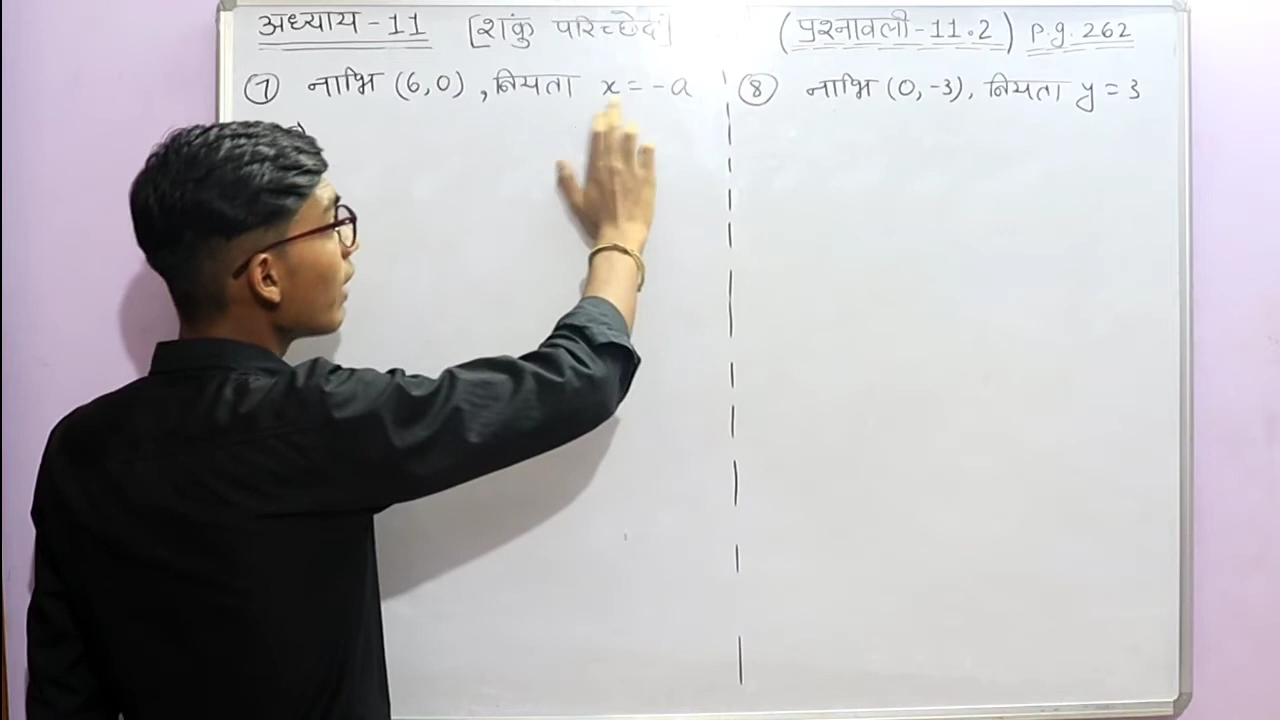 अध्याय - 11 [शंकु परिच्छेद] (प्रश्नावली - 11.2) P.g. 262
⑦ नाभि (6,0), नियता x = -a
⑧ नाभि (0, -3), नियता y = 3